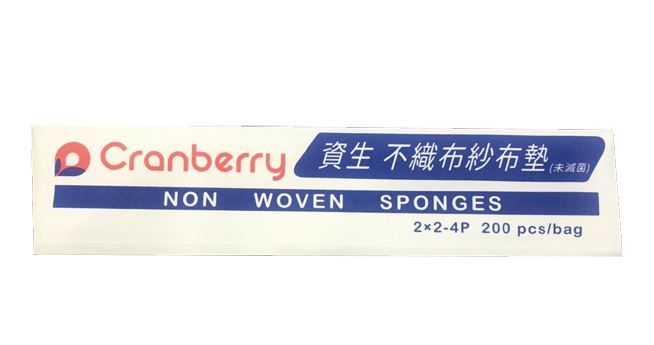 Cranberry 資生 不織布紗布墊(未滅菌)
NON WOVEN SPONGES
2×2-4P 200 pcs/bag